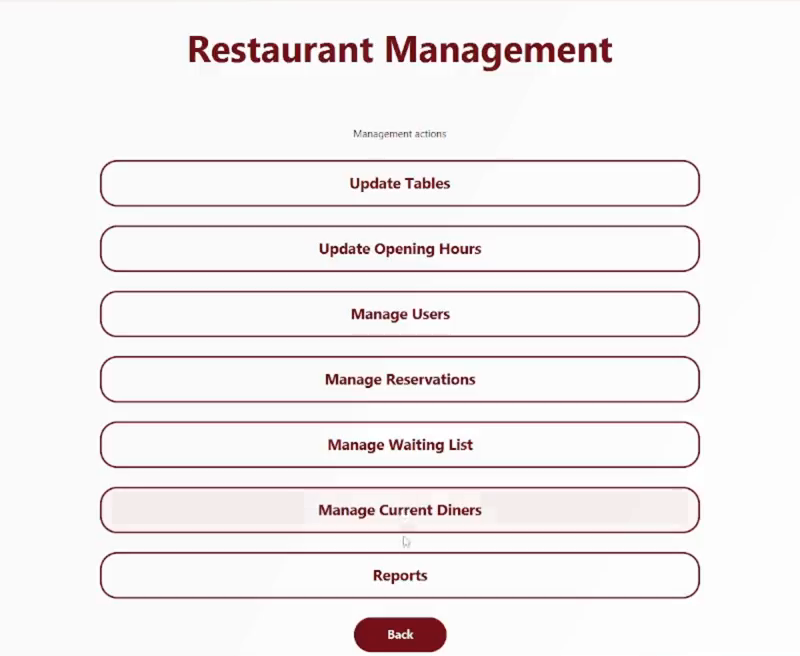 Restaurant Management
Management actions
Update Tables
Update Opening Hours
Manage Users
Manage Reservations
Manage Waiting List
Manage Current Diners
Reports
Back